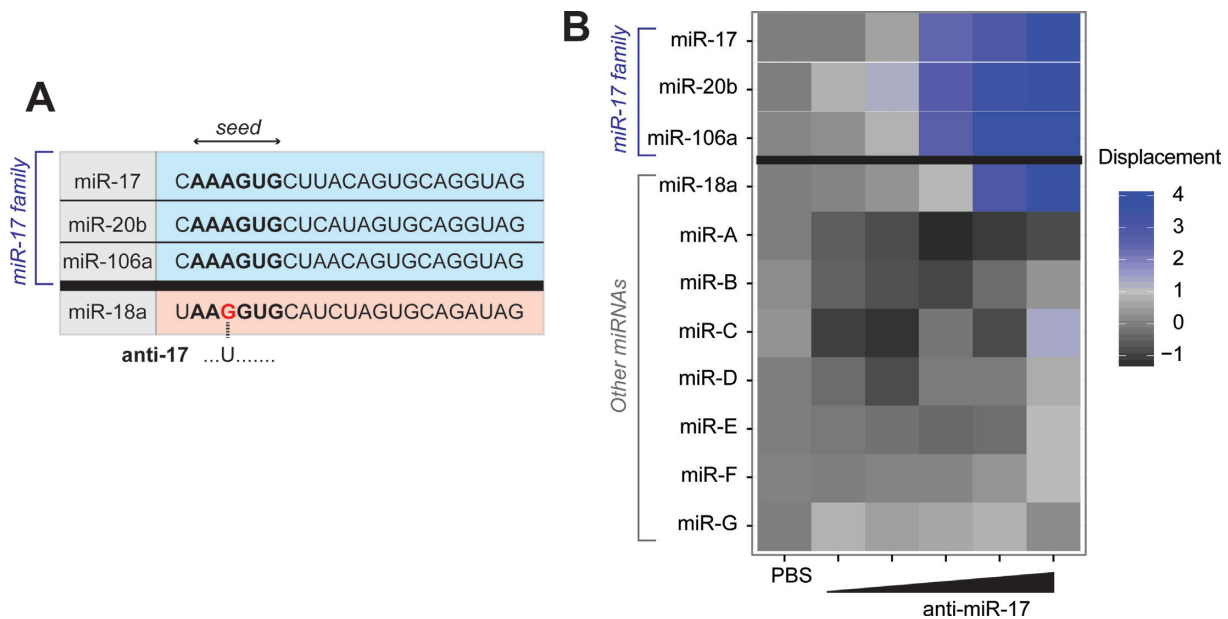 A
seed
miR-17 family
miR-17 CAAAGUGCUUACAGUGCAGGUAG
miR-20b CAAAGUGCUCAUAGUGCAGGUAG
miR-106a CAAAGUGCUAACAGUGCAGGUAG
miR-18a UAAGGUGCAUCUAGUGCAGAUAG
anti-17 ...U.......
B
miR-17 family
miR-17
miR-20b
miR-106a
Other miRNAs
miR-18a
miR-A
miR-B
miR-C
miR-D
miR-E
miR-F
miR-G
PBS
anti-miR-17
Displacement
4
3
2
1
0
−1